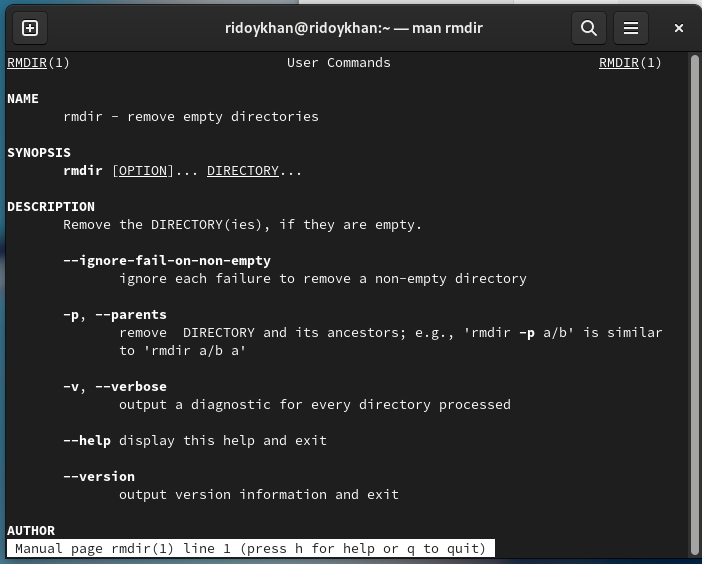 ridoykhan@ridoykhan:~ — man rmdir
RMDIR(1) User Commands RMDIR(1)
NAME
rmdir - remove empty directories
SYNOPSIS
rmdir [OPTION]... DIRECTORY...
DESCRIPTION
Remove the DIRECTORY(ies), if they are empty.
--ignore-fail-on-non-empty
ignore each failure to remove a non-empty directory
-p, --parents
remove DIRECTORY and its ancestors; e.g., 'rmdir -p a/b' is similar
to 'rmdir a/b a'
-v, --verbose
output a diagnostic for every directory processed
--help display this help and exit
--version
output version information and exit
AUTHOR
Manual page rmdir(1) line 1 (press h for help or q to quit)